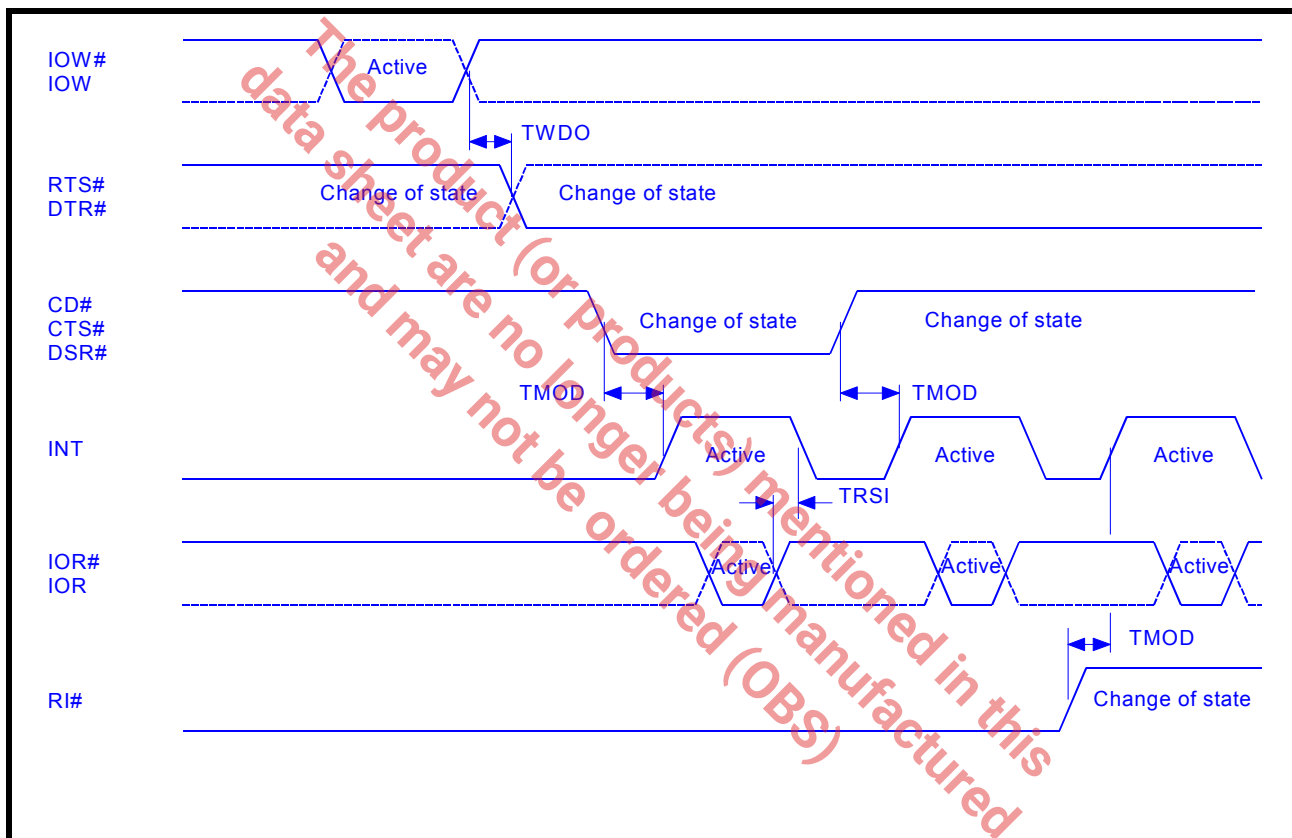 IOW#
IOW
Active
TWDO
RTS#
DTR#
Change of state
Change of state
CD#
CTS#
DSR#
Change of state
Change of state
TMOD
TMOD
INT
Active
Active
Active
TRSI
IOR#
IOR
Active
Active
Active
TMOD
RI#
Change of state
The product (or products) mentioned in this
data sheet are no longer being manufactured
and may not be ordered (OBS)